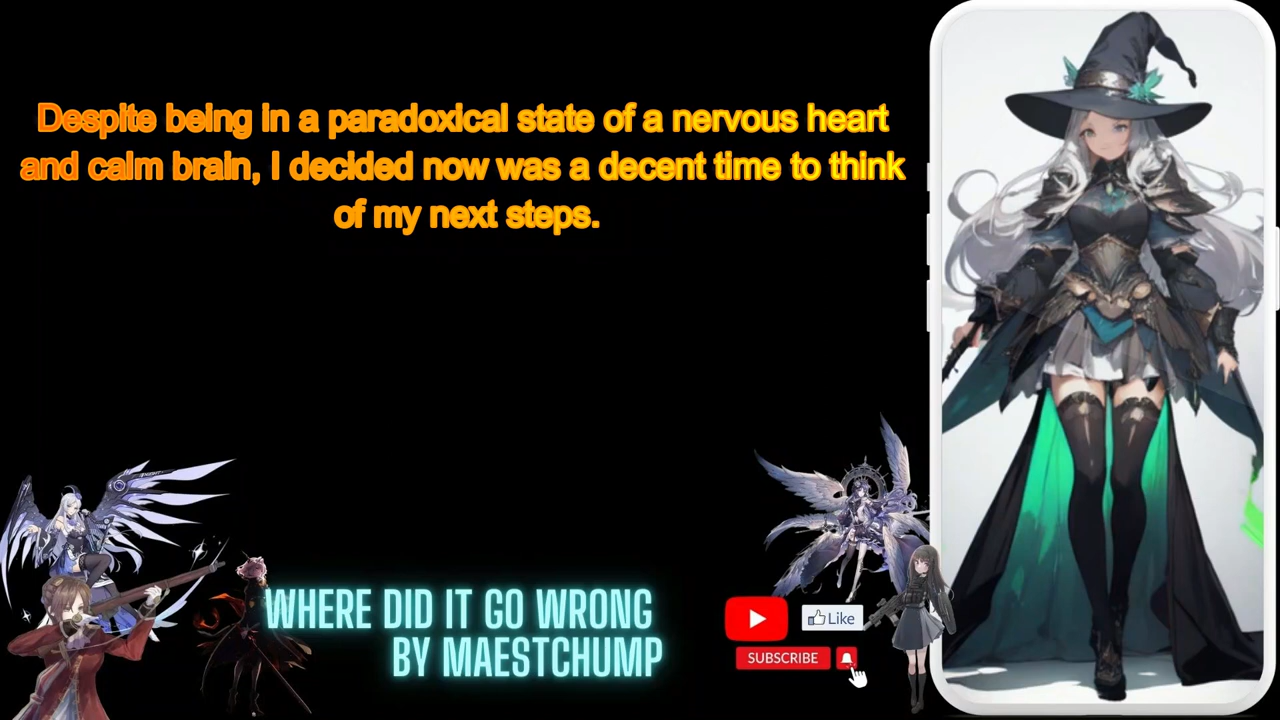 Despite being in a paradoxical state of a nervous heart
and calm brain, I decided now was a decent time to think
of my next steps.
WHERE DID IT GO WRONG
BY MAESTCHUMP
Like
SUBSCRIBE